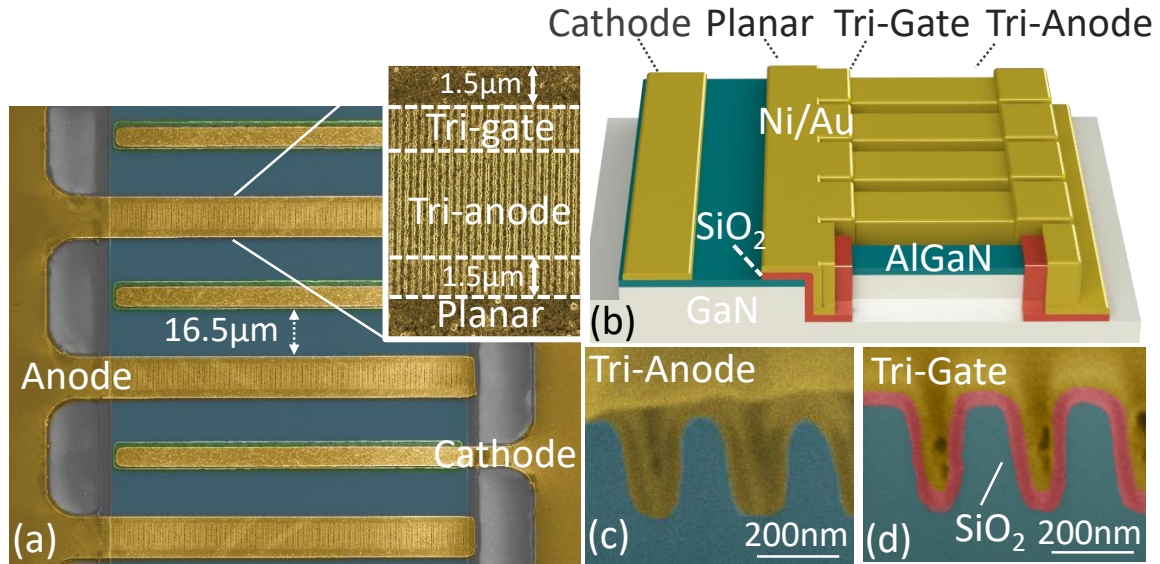 1.5μm
Tri-gate
Tri-anode
1.5μm
Planar
16.5μm
Anode
Cathode
(a)
Cathode Planar Tri-Gate Tri-Anode
Ni/Au
SiO2
AlGaN
GaN
(b)
Tri-Anode
200nm
(c)
Tri-Gate
SiO2
200nm
(d)